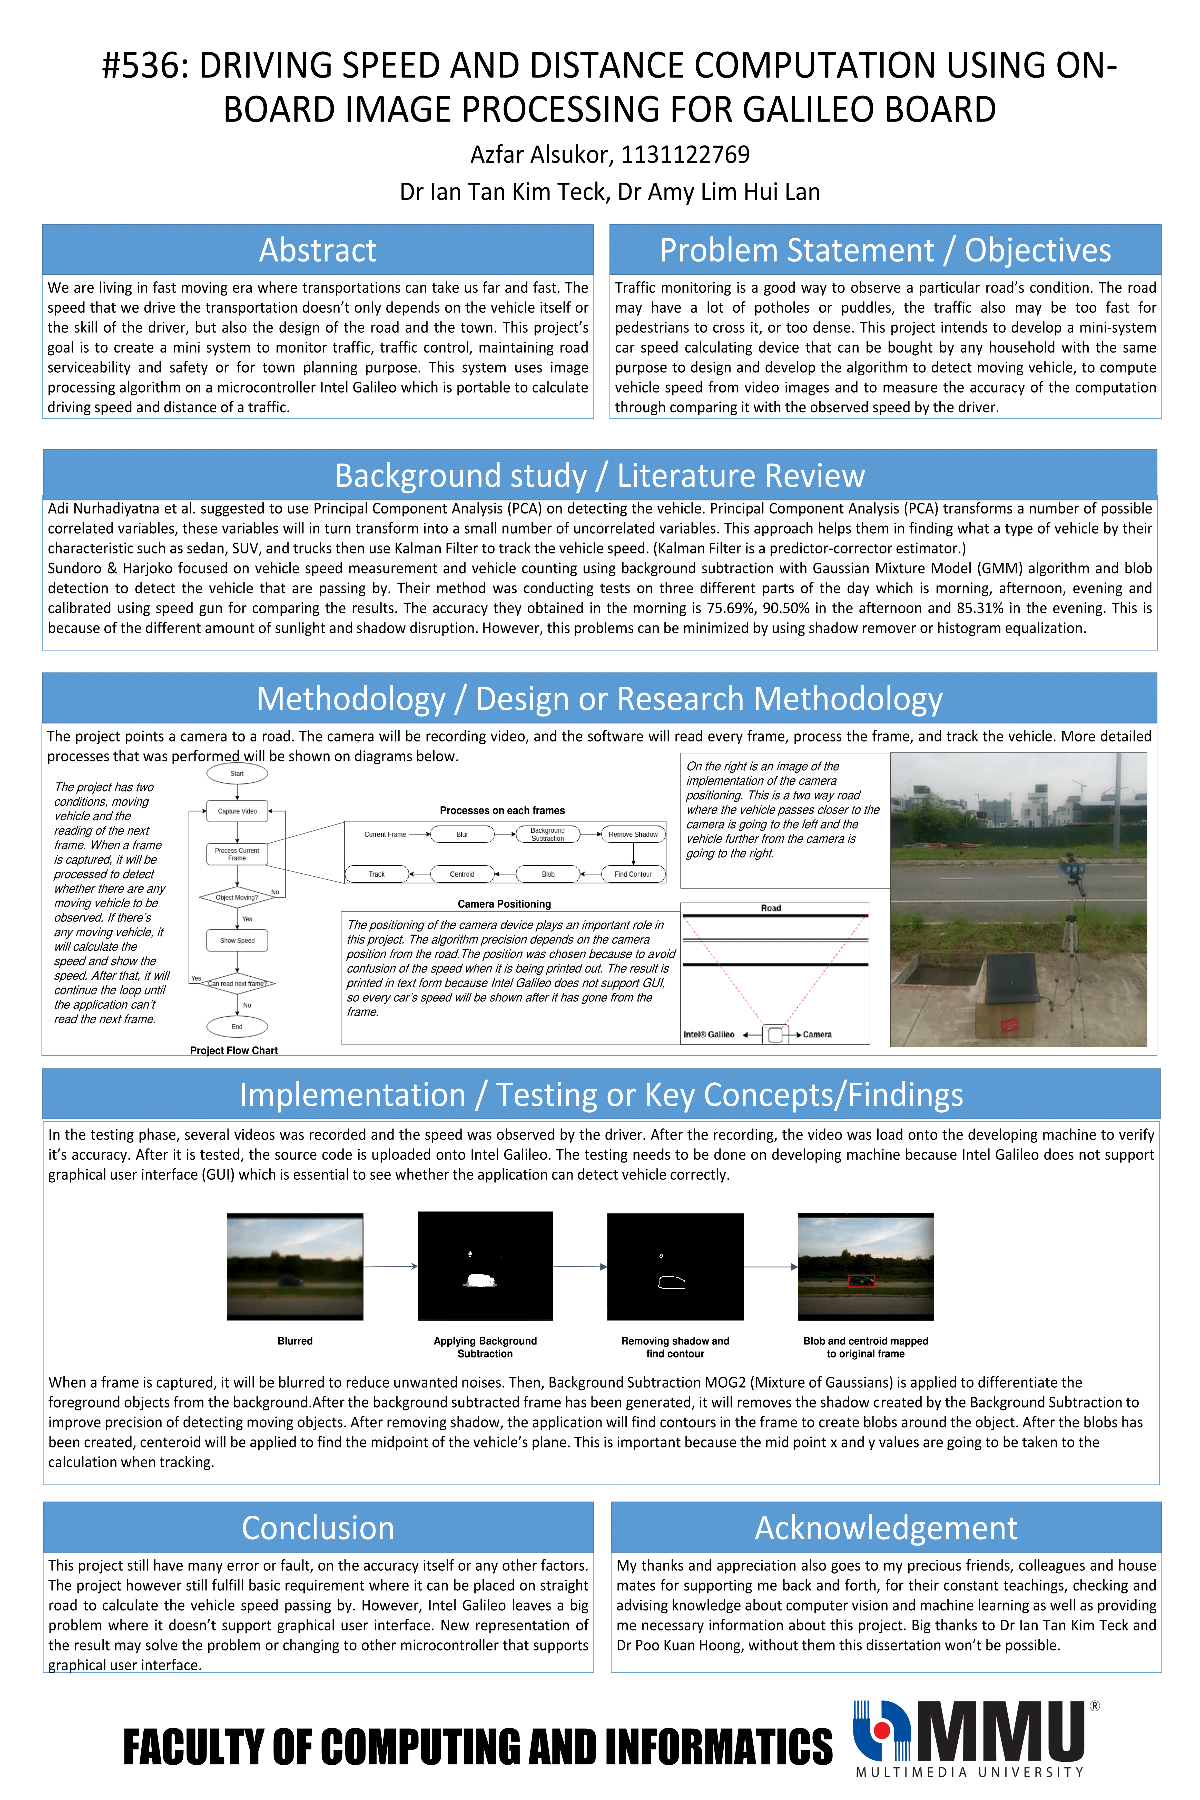 #536: DRIVING SPEED AND DISTANCE COMPUTATION USING ON-
BOARD IMAGE PROCESSING FOR GALILEO BOARD
Azfar Alsukor, 1131122769
Dr Ian Tan Kim Teck, Dr Amy Lim Hui Lan
Abstract
We are living in fast moving era where transportations can take us far and fast. The
speed that we drive the transportation doesn't only depends on the vehicle itself or
the skill of the driver, but also the design of the road and the town. This project's
goal is to create a mini system to monitor traffic, traffic control, maintaining road
serviceability and safety or for town planning purpose. This system uses image
processing algorithm on a microcontroller Intel Galileo which is portable to calculate
driving speed and distance of a traffic.
Problem Statement / Objectives
Traffic monitoring is a good way to observe a particular road's condition. The road
may have a lot of potholes or puddles, the traffic also may be too fast for
pedestrians to cross it, or too dense. This project intends to develop a mini-system
car speed calculating device that can be bought by any household with the same
purpose to design and develop the algorithm to detect moving vehicle, to compute
vehicle speed from video images and to measure the accuracy of the computation
through comparing it with the observed speed by the driver.
Background study / Literature Review
Adi Nurhadiyatna et al. suggested to use Principal Component Analysis (PCA) on detecting the vehicle. Principal Component Analysis (PCA) transforms a number of possible
correlated variables, these variables will in turn transform into a small number of uncorrelated variables. This approach helps them in finding what a type of vehicle by their
characteristic such as sedan, SUV, and trucks then use Kalman Filter to track the vehicle speed. (Kalman Filter is a predictor-corrector estimator.)
Sundoro & Harjoko focused on vehicle speed measurement and vehicle counting using background subtraction with Gaussian Mixture Model (GMM) algorithm and blob
detection to detect the vehicle that are passing by. Their method was conducting tests on three different parts of the day which is morning, afternoon, evening and
calibrated using speed gun for comparing the results. The accuracy they obtained in the morning is 75.69%, 90.50% in the afternoon and 85.31% in the evening. This is
because of the different amount of sunlight and shadow disruption. However, this problems can be minimized by using shadow remover or histogram equalization.
Methodology / Design or Research Methodology
The project points a camera to a road. The camera will be recording video, and the software will read every frame, process the frame, and track the vehicle. More detailed
processes that was performed will be shown on diagrams below.
The project has two
conditions, moving
vehicle and the
reading of the next
frame. When a frame
is captured, it will be
processed to detect
whether there are any
moving vehicle to be
observed. If there's
any moving vehicle, it
will calculate the
speed and show the
speed. After that, it will
continue the loop until
the application can't
read the next frame.
Start
Capture Video
Process Current
Frame
Object Moving?
No
Yes
Show Speed
Yes
Can read next frame?
No
End
Project Flow Chart
Processes on each frames
Current Frame
Blur
Background
Subtraction
Remove Shadow
Track
Centroid
Blob
Find Contour
Camera Positioning
The positioning of the camera device plays an important role in
this project. The algorithm precision depends on the camera
position from the road.The position was chosen because to avoid
confusion of the speed when it is being printed out. The result is
printed in text form because Intel Galileo does not support GUI,
so every car's speed will be shown after it has gone from the
frame.
On the right is an image of the
implementation of the camera
positioning. This is a two way road
where the vehicle passes closer to the
camera is going to the left and the
vehicle further from the camera is
going to the right.
Road
Intel® Galileo
Camera
Implementation / Testing or Key Concepts/Findings
In the testing phase, several videos was recorded and the speed was observed by the driver. After the recording, the video was load onto the developing machine to verify
it's accuracy. After it is tested, the source code is uploaded onto Intel Galileo. The testing needs to be done on developing machine because Intel Galileo does not support
graphical user interface (GUI) which is essential to see whether the application can detect vehicle correctly.
Blurred
Applying Background
Subtraction
Removing shadow and
find contour
Blob and centroid mapped
to original frame
When a frame is captured, it will be blurred to reduce unwanted noises. Then, Background Subtraction MOG2 (Mixture of Gaussians) is applied to differentiate the
foreground objects from the background.After the background subtracted frame has been generated, it will removes the shadow created by the Background Subtraction to
improve precision of detecting moving objects. After removing shadow, the application will find contours in the frame to create blobs around the object. After the blobs has
been created, centeroid will be applied to find the midpoint of the vehicle's plane. This is important because the mid point x and y values are going to be taken to the
calculation when tracking.
Conclusion
This project still have many error or fault, on the accuracy itself or any other factors.
The project however still fulfill basic requirement where it can be placed on straight
road to calculate the vehicle speed passing by. However, Intel Galileo leaves a big
problem where it doesn't support graphical user interface. New representation of
the result may solve the problem or changing to other microcontroller that supports
graphical user interface.
Acknowledgement
My thanks and appreciation also goes to my precious friends, colleagues and house
mates for supporting me back and forth, for their constant teachings, checking and
advising knowledge about computer vision and machine learning as well as providing
me necessary information about this project. Big thanks to Dr Ian Tan Kim Teck and
Dr Poo Kuan Hoong, without them this dissertation won't be possible.
FACULTY OF COMPUTING AND INFORMATICS
MMU®
MULTIMEDIA UNIVERSITY